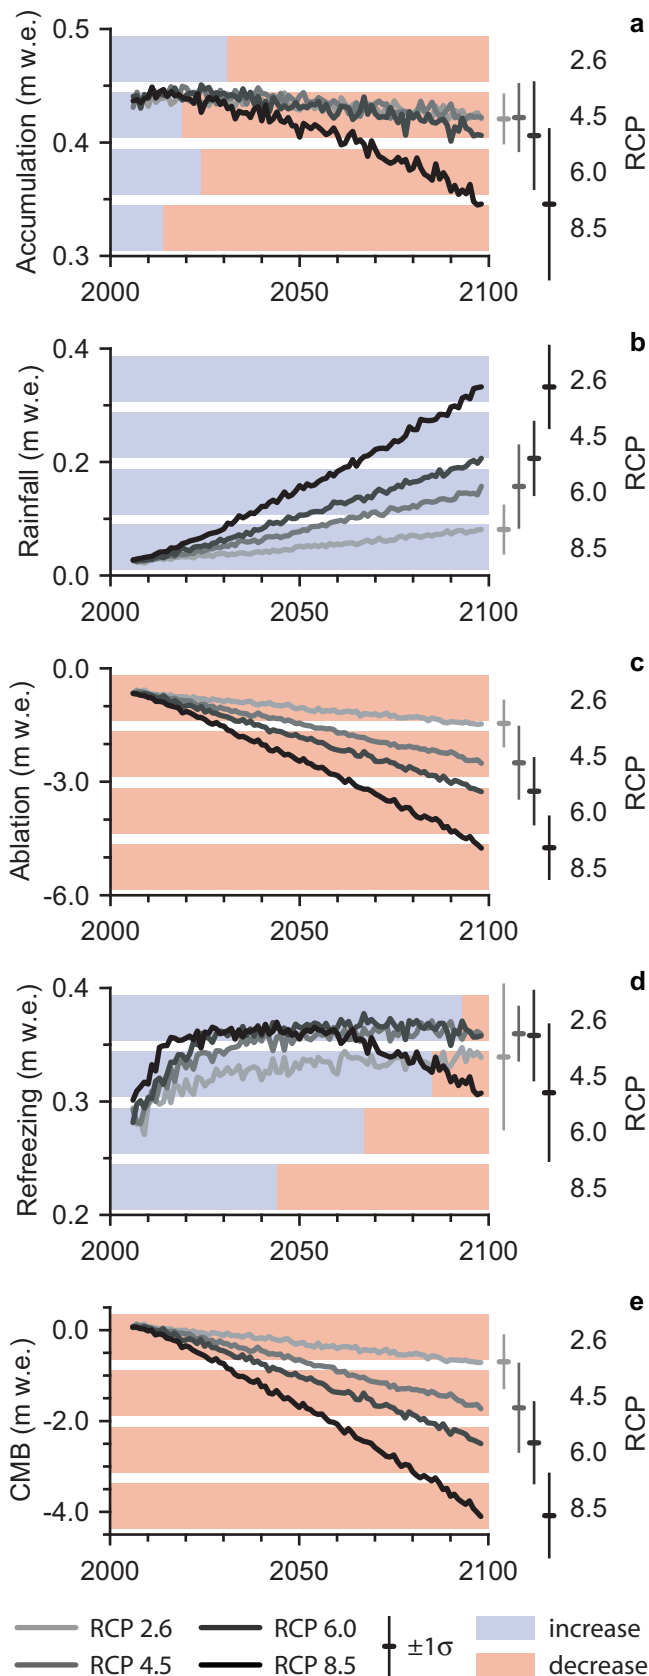 a
0.5
0.4
0.3
Accumulation (m w.e.)
2000 2050 2100
2.6
4.5
6.0
8.5
RCP
b
0.4
0.2
0.0
Rainfall (m w.e.)
2000 2050 2100
2.6
4.5
6.0
8.5
RCP
c
0.0
-3.0
-6.0
Ablation (m w.e.)
2000 2050 2100
2.6
4.5
6.0
8.5
RCP
d
0.4
0.3
0.2
Refreezing (m w.e.)
2000 2050 2100
2.6
4.5
6.0
8.5
RCP
e
0.0
-2.0
-4.0
CMB (m w.e.)
2000 2050 2100
2.6
4.5
6.0
8.5
RCP
RCP 2.6 RCP 6.0 ±1σ increase
RCP 4.5 RCP 8.5 decrease